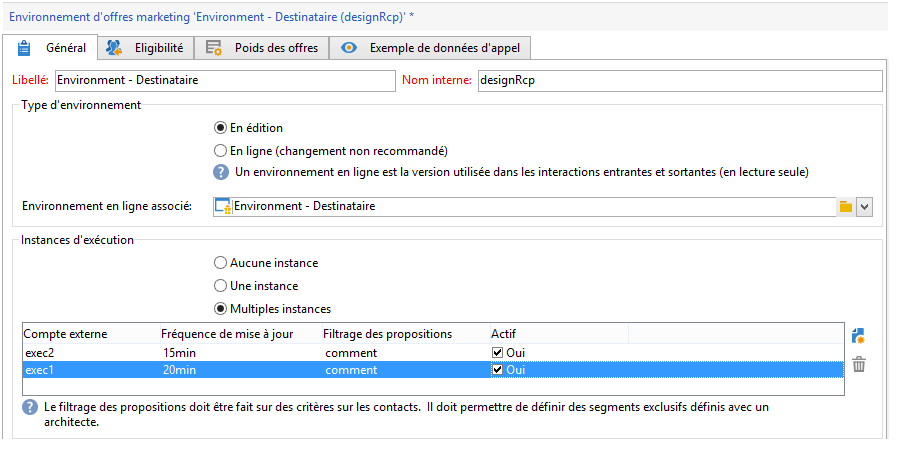 Environnement d'offres marketing 'Environment - Destinataire (designRcp)' *
Général Eligibilité Poids des offres Exemple de données d'appel
Libellé: Environment - Destinataire Nom interne: designRcp
Type d'environnement
En édition
En ligne (changement non recommandé)
Un environnement en ligne est la version utilisée dans les interactions entrantes et sortantes (en lecture seule)
Environnement en ligne associé: Environment - Destinataire
Instances d'exécution
Aucune instance
Une instance
Multiples instances
Compte externe Fréquence de mise à jour Filtrage des propositions Actif
exec2 15min comment Oui
exec1 20min comment Oui
Le filtrage des propositions doit être fait sur des critères sur les contacts. Il doit permettre de définir des segments exclusifs définis avec un
architecte.